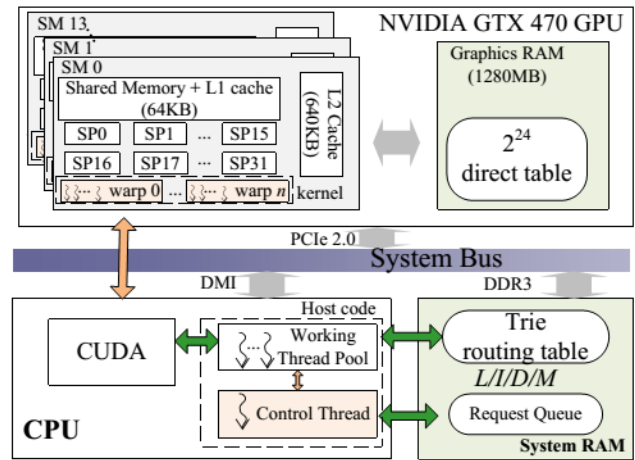 SM 13
NVIDIA GTX 470 GPU
SM 1
SM 0
Shared Memory + L1 cache
(64KB)
SP0 SP1 ... SP15
SP16 SP17 ... SP31
warp 0 ... warp n kernel
L2 Cache
(640KB)
Graphics RAM
(1280MB)
2^24
direct table
PCIe 2.0
System Bus
DMI
DDR3
Host code
CUDA
Working
Thread Pool
Control Thread
CPU
Trie
routing table
L/I/D/M
Request Queue
System RAM